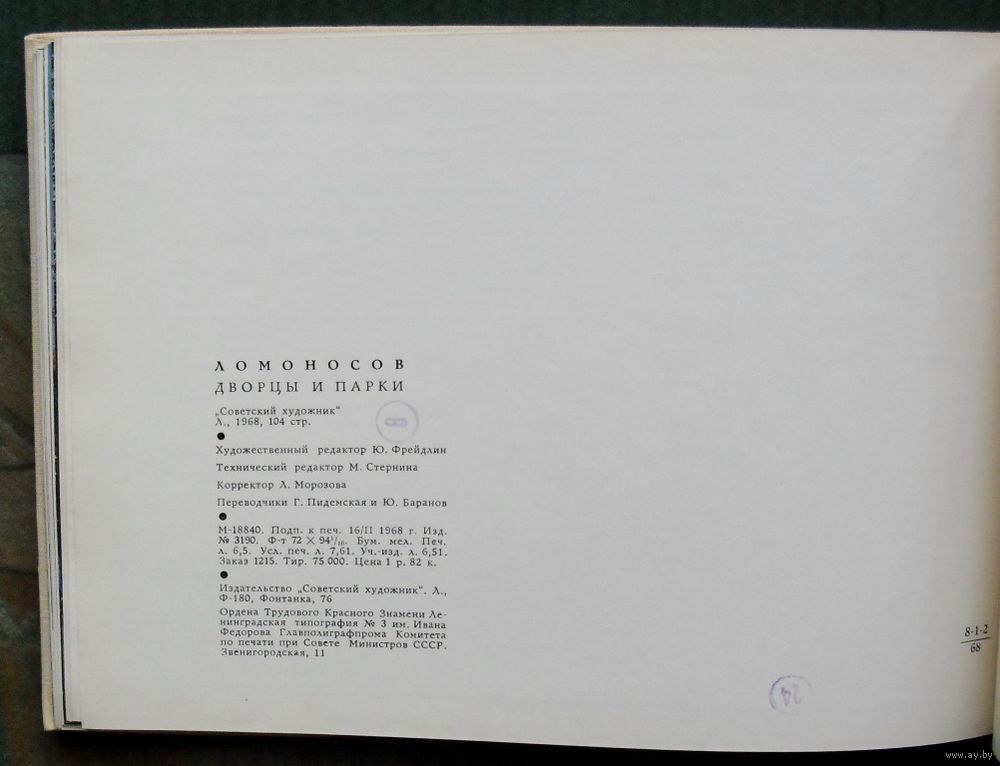 ЛОМОНОСОВ
ДВОРЦЫ И ПАРКИ
„Советский художник“
Л., 1968, 104 стр.
8
●
Художественный редактор Ю. Фрейдлин
Технический редактор М. Стернина
Корректор Л. Морозова
Переводчики Г. Пидемская и Ю. Баранов
●
М-18840. Подп. к печ. 16/II 1968 г. Изд.
№ 3190. Ф-т 72 × 94¹/₁₆. Бум. мел. Печ.
л. 6,5. Усл. печ. л. 7,61. Уч.-изд. л. 6,51.
Заказ 1215. Тир. 75 000. Цена 1 р. 82 к.
●
Издательство „Советский художник“. Л.,
Ф-180, Фонтанка, 76
Ордена Трудового Красного Знамени Ле-
нинградская типография № 3 им. Ивана
Федорова Главполиграфпрома Комитета
по печати при Совете Министров СССР.
Звенигородская, 11
8-1-2
68
24
www.ay.by